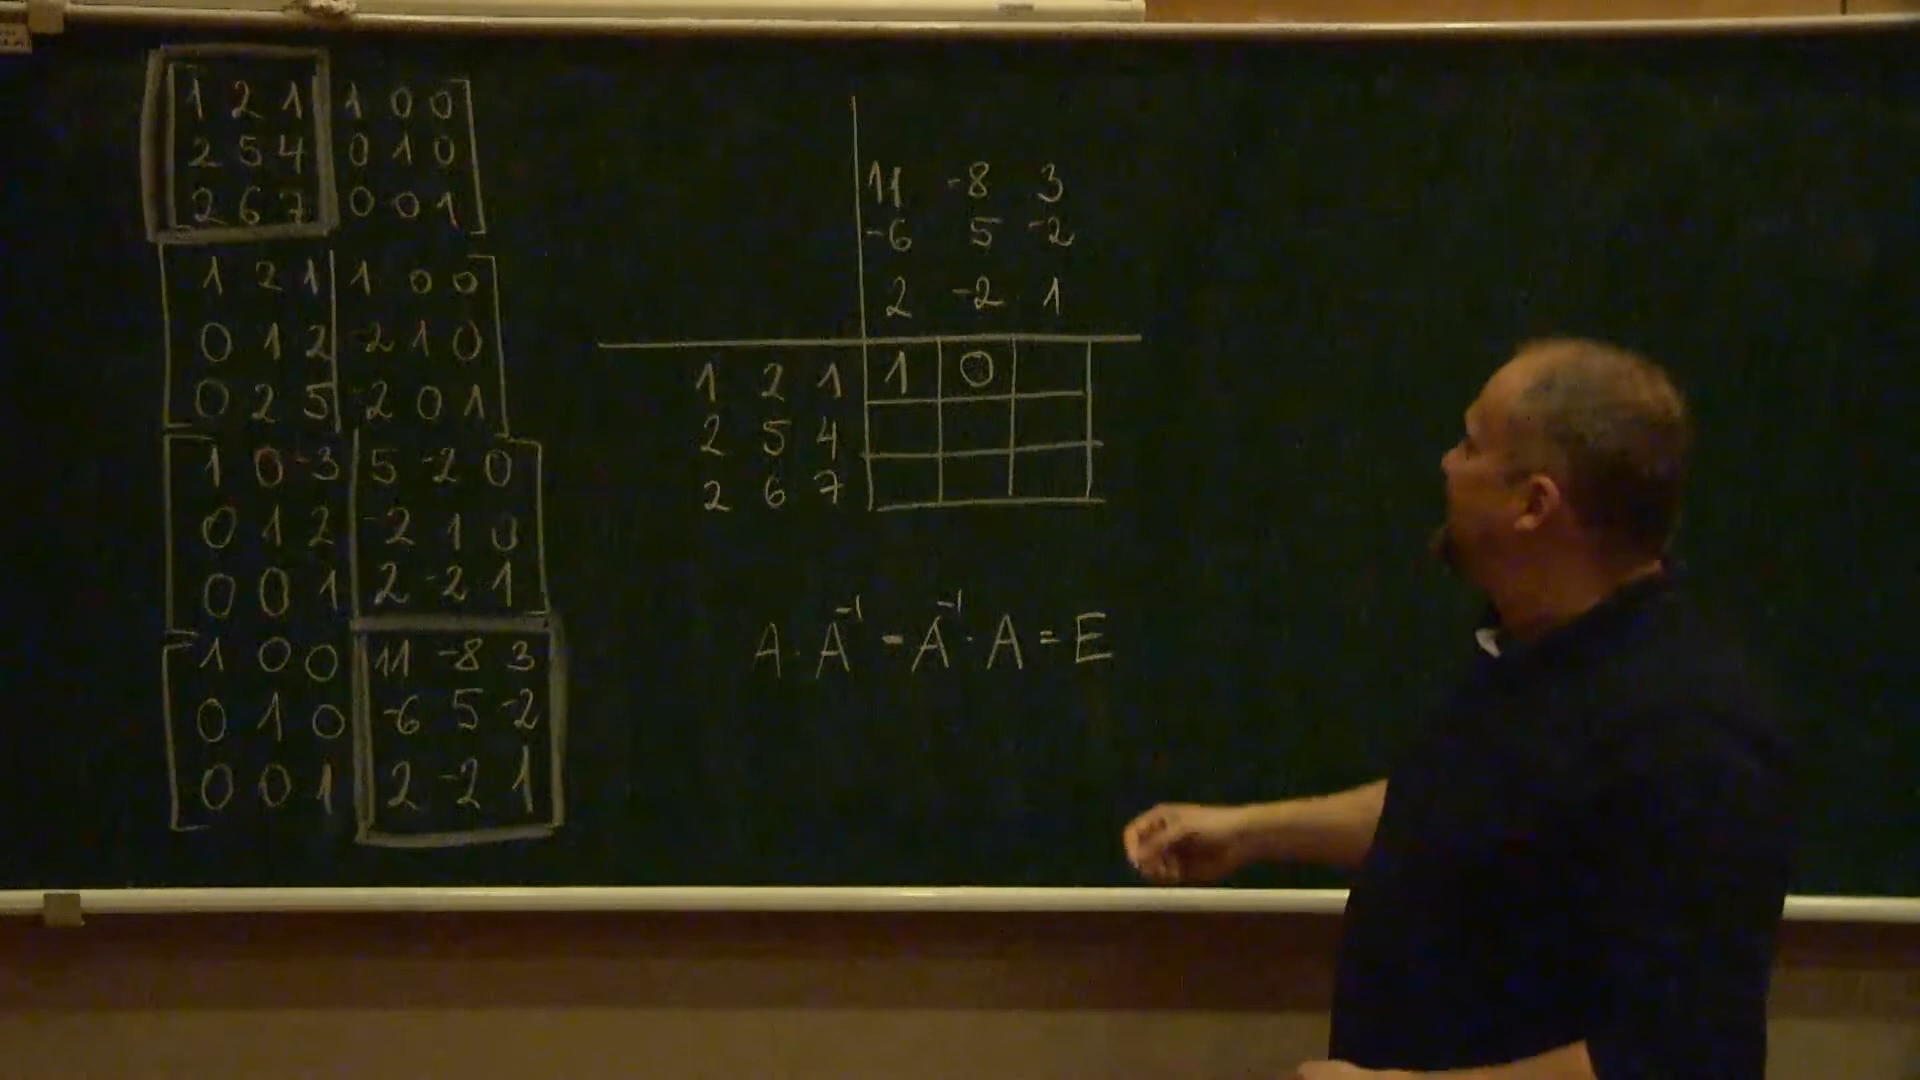 1 2 1 1 0 0
2 5 4 0 1 0
2 6 7 0 0 1
1 2 1 1 0 0
0 1 2 -2 1 0
0 2 5 -2 0 1
1 0 -3 5 -2 0
0 1 2 -2 1 0
0 0 1 2 -2 1
1 0 0 11 -8 3
0 1 0 -6 5 -2
0 0 1 2 -2 1
11 -8 3
-6 5 -2
2 -2 1
1 2 1 1 0
2 5 4
2 6 7
A · A⁻¹ = A⁻¹ · A = E